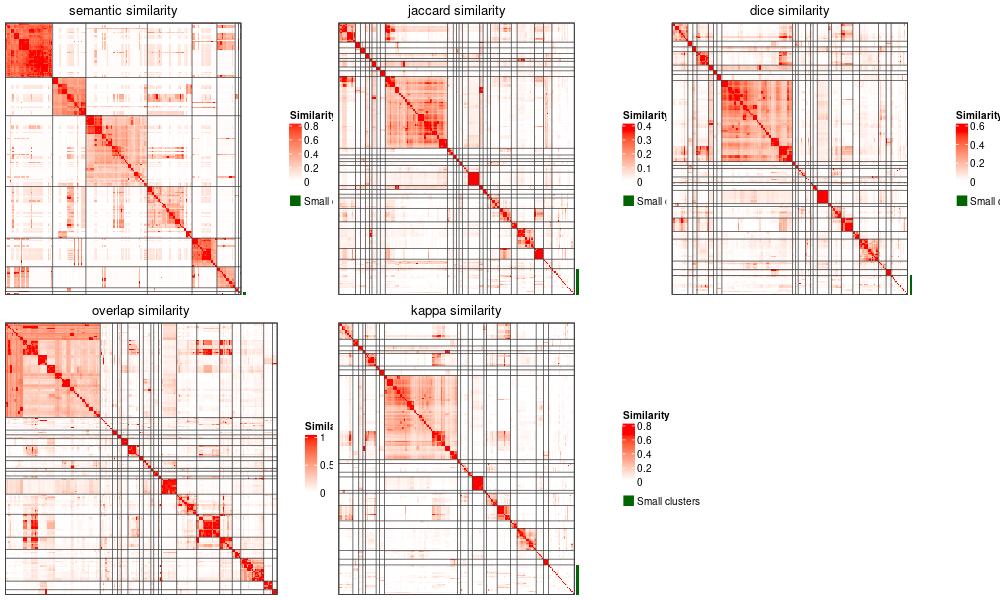 semantic similarity
Similarity
0.8
0.6
0.4
0.2
0
Small
jaccard similarity
Similarity
0.4
0.3
0.2
0.1
0
Small
dice similarity
Similarity
0.6
0.4
0.2
0
Small c
overlap similarity
Simila
1
0.5
0
kappa similarity
Similarity
0.8
0.6
0.4
0.2
0
Small clusters